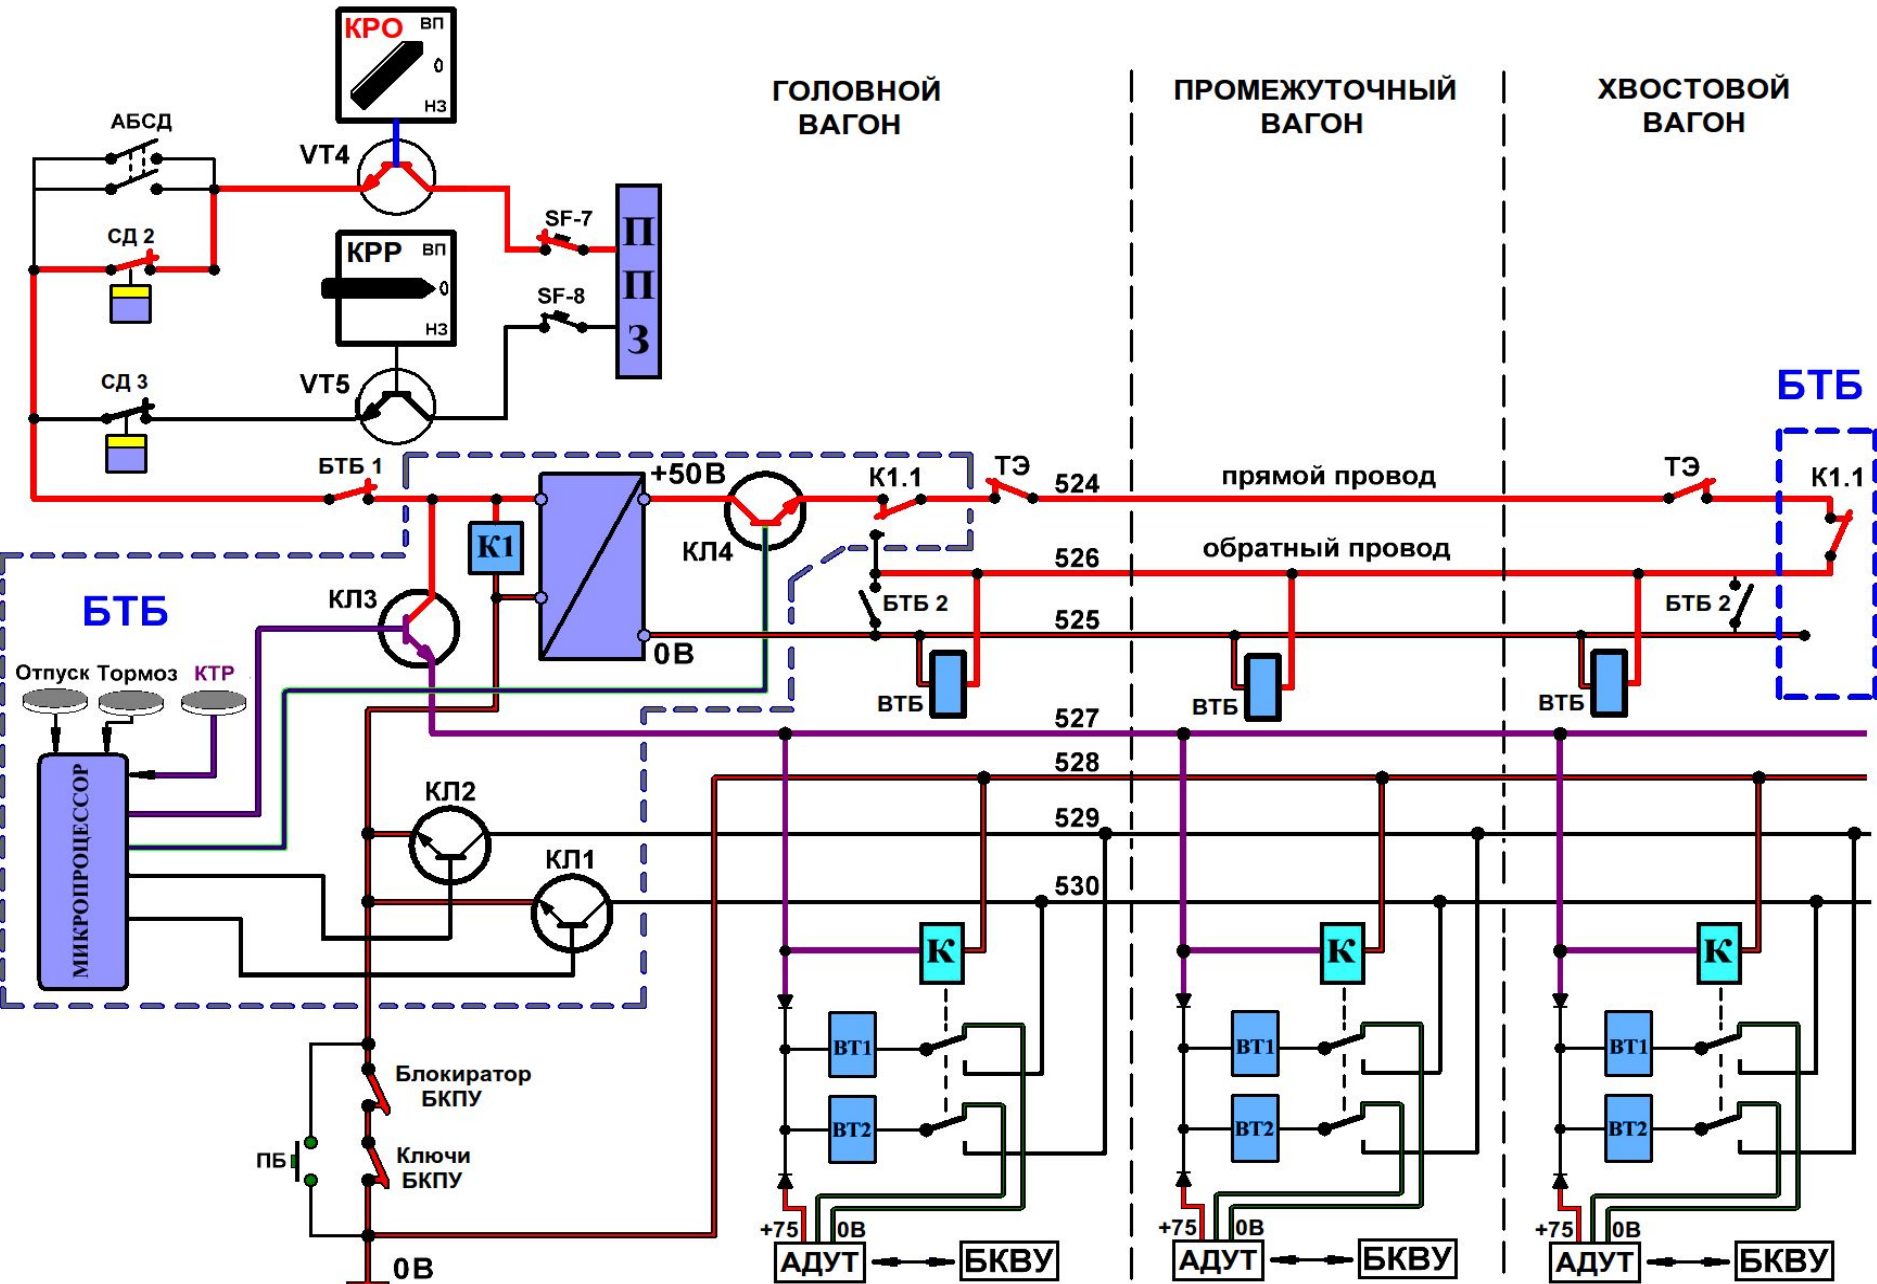 КРО
ВП
0
НЗ
ГОЛОВНОЙ
ВАГОН
ПРОМЕЖУТОЧНЫЙ
ВАГОН
ХВОСТОВОЙ
ВАГОН
АБСД
VT4
СД 2
КРР
ВП
0
НЗ
SF-7
SF-8
П
П
З
СД 3
VT5
БТБ
БТБ 1
+50В
К1.1
ТЭ
524
прямой провод
ТЭ
К1.1
К1
КЛ4
526
обратный провод
БТБ
КЛ3
БТБ 2
525
БТБ 2
0В
Отпуск
Тормоз
КТР
ВТБ
ВТБ
ВТБ
527
528
МИКРОПРОЦЕССОР
КЛ2
529
КЛ1
530
К
К
К
ВТ1
ВТ1
ВТ1
Блокиратор
БКПУ
ВТ2
ВТ2
ВТ2
ПБ
Ключи
БКПУ
+75
0В
+75
0В
+75
0В
0В
АДУТ
БКВУ
АДУТ
БКВУ
АДУТ
БКВУ